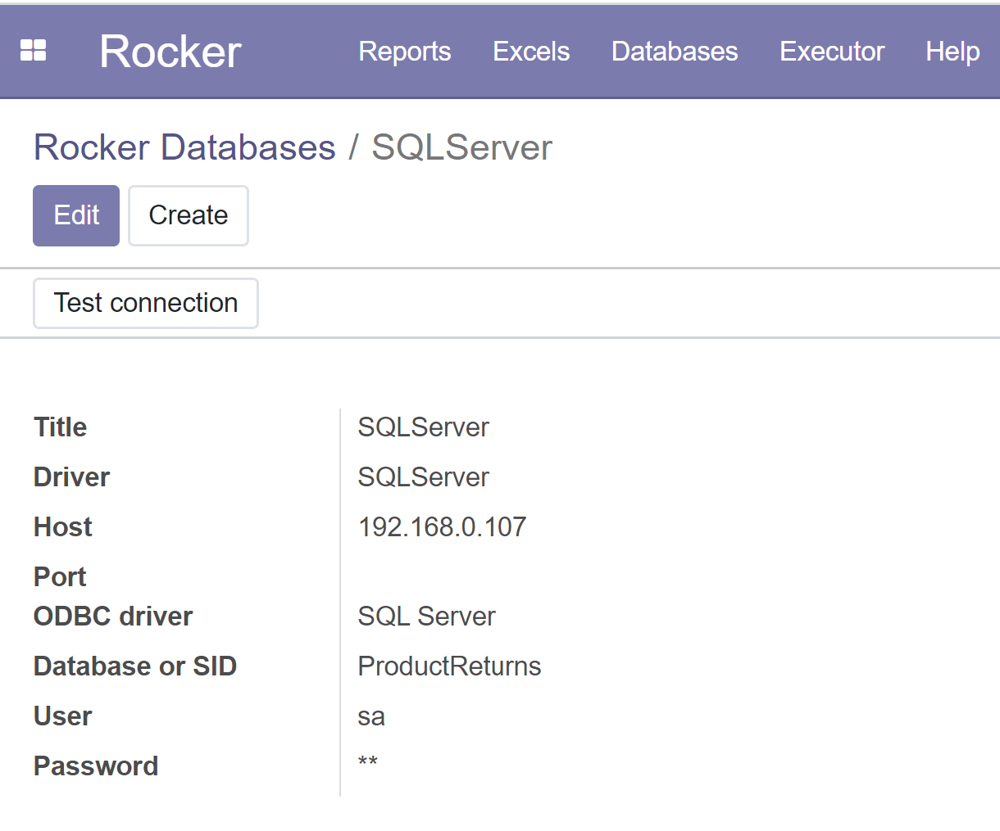 Rocker Reports Excels Databases Executor Help
Rocker Databases / SQLServer
Edit Create
Test connection
Title SQLServer
Driver SQLServer
Host 192.168.0.107
Port
ODBC driver SQL Server
Database or SID ProductReturns
User sa
Password **